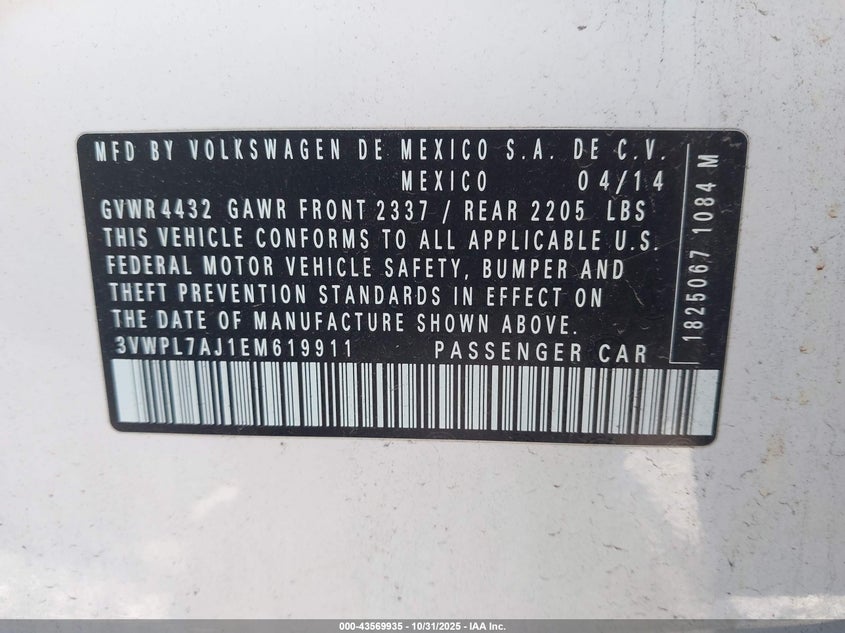 MFD BY VOLKSWAGEN DE MEXICO S.A. DE C.V.
MEXICO 04/14
GVWR4432 GAWR FRONT 2337 / REAR 2205 LBS
THIS VEHICLE CONFORMS TO ALL APPLICABLE U.S.
FEDERAL MOTOR VEHICLE SAFETY, BUMPER AND
THEFT PREVENTION STANDARDS IN EFFECT ON
THE DATE OF MANUFACTURE SHOWN ABOVE.
3VWPL7AJ1EM619911 PASSENGER CAR
1825067 1084 M
000-43569935 - 10/31/2025 - IAA Inc.